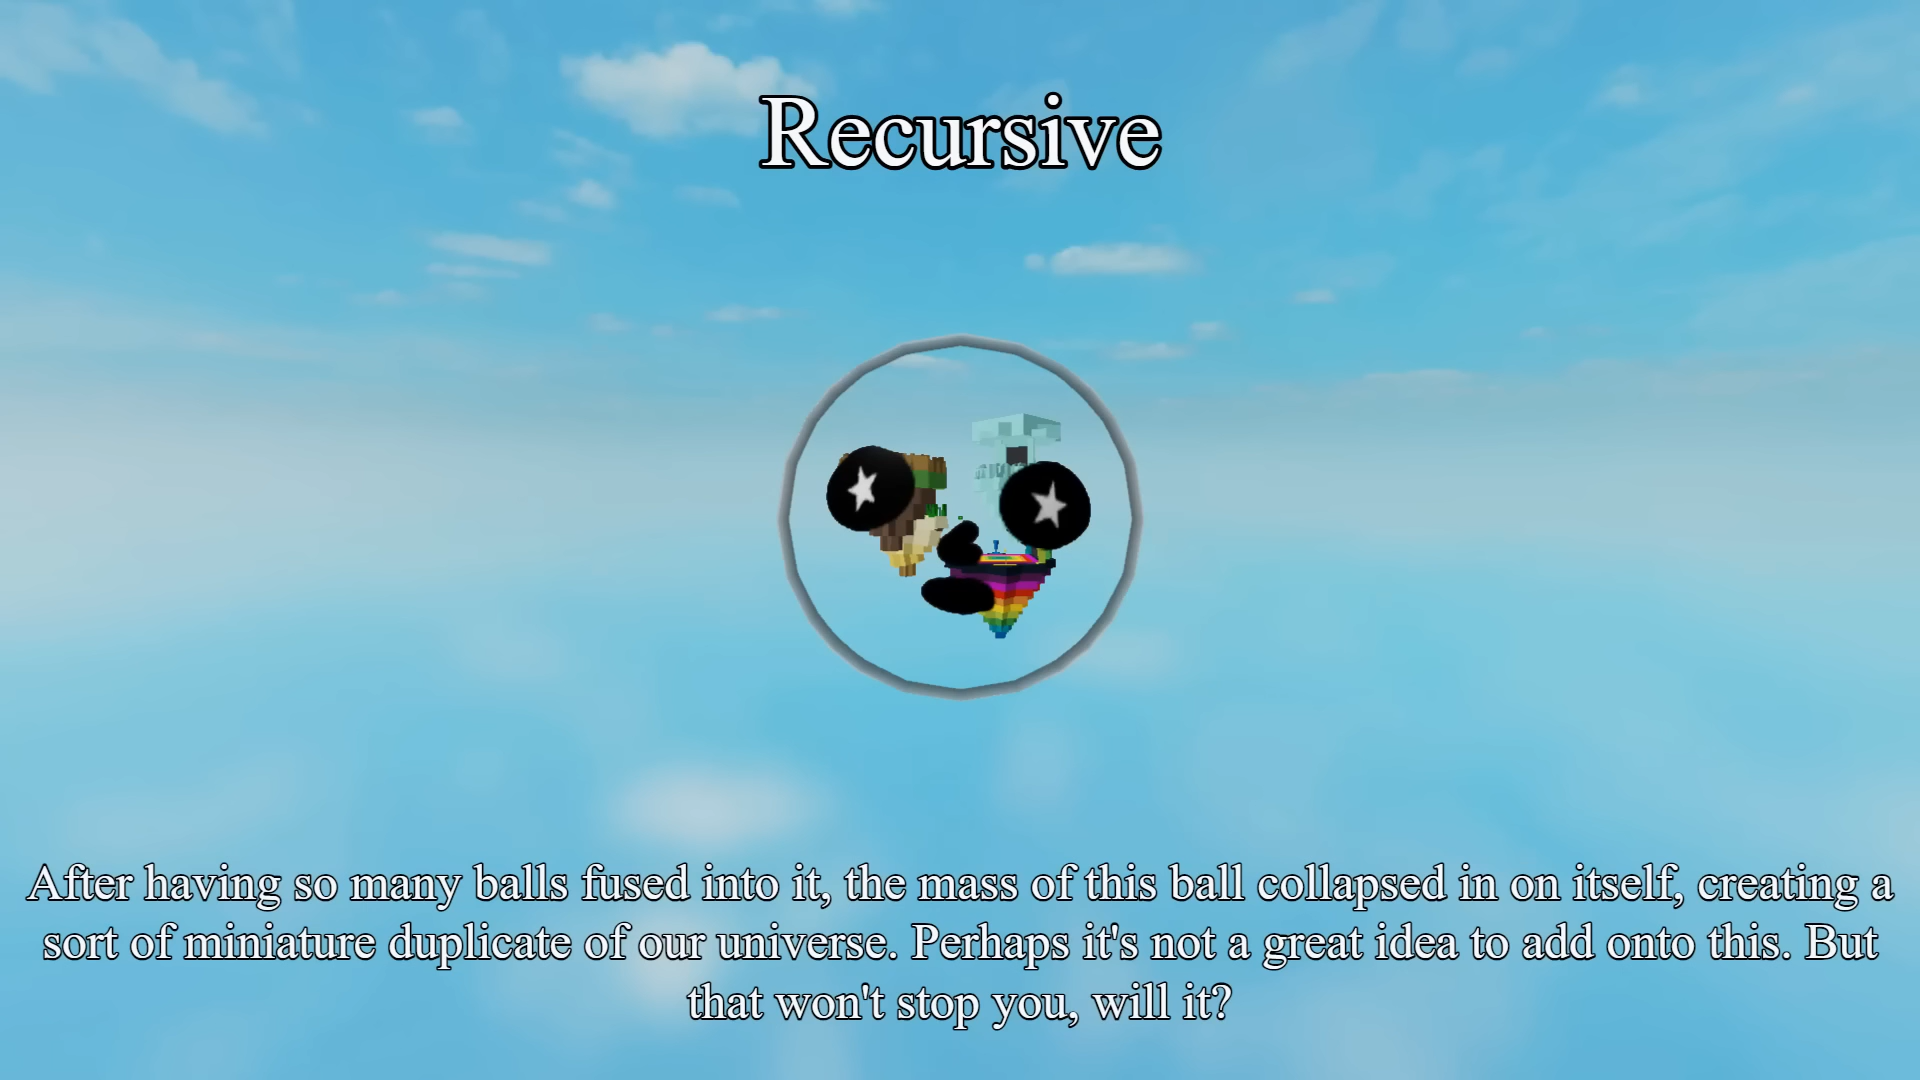 Recursive
After having so many balls fused into it, the mass of this ball collapsed in on itself, creating a
sort of miniature duplicate of our universe. Perhaps it's not a great idea to add onto this. But
that won't stop you, will it?